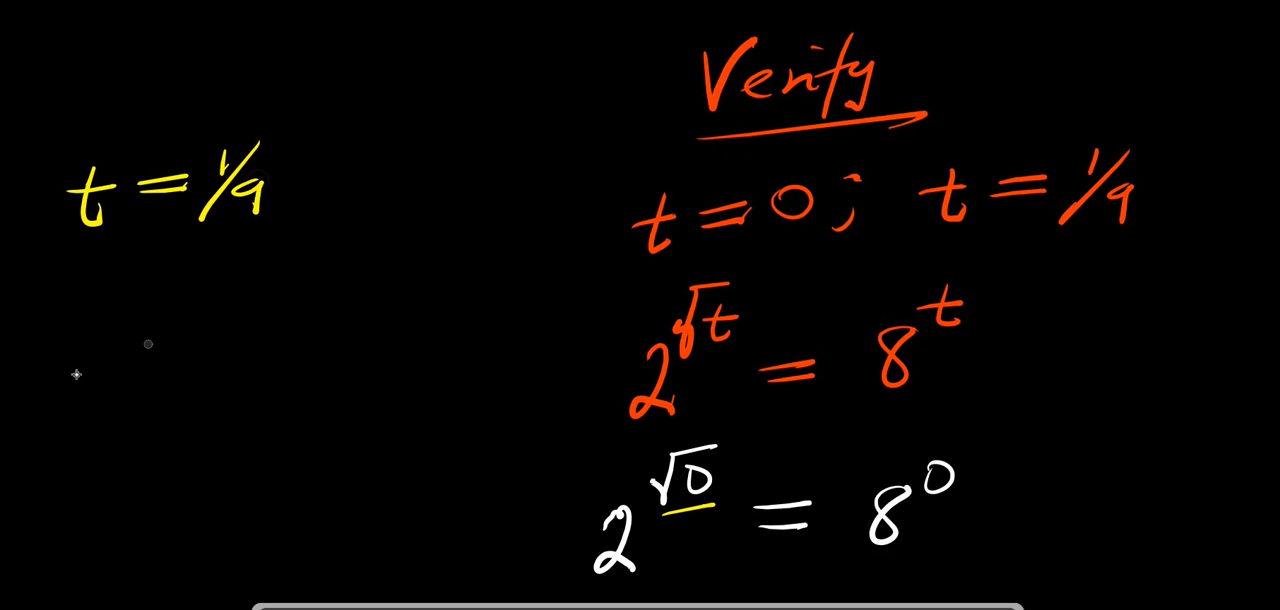 Verify
t = 1/9
t = 0; t = 1/9
2^√t = 8^t
2^√0 = 8^0